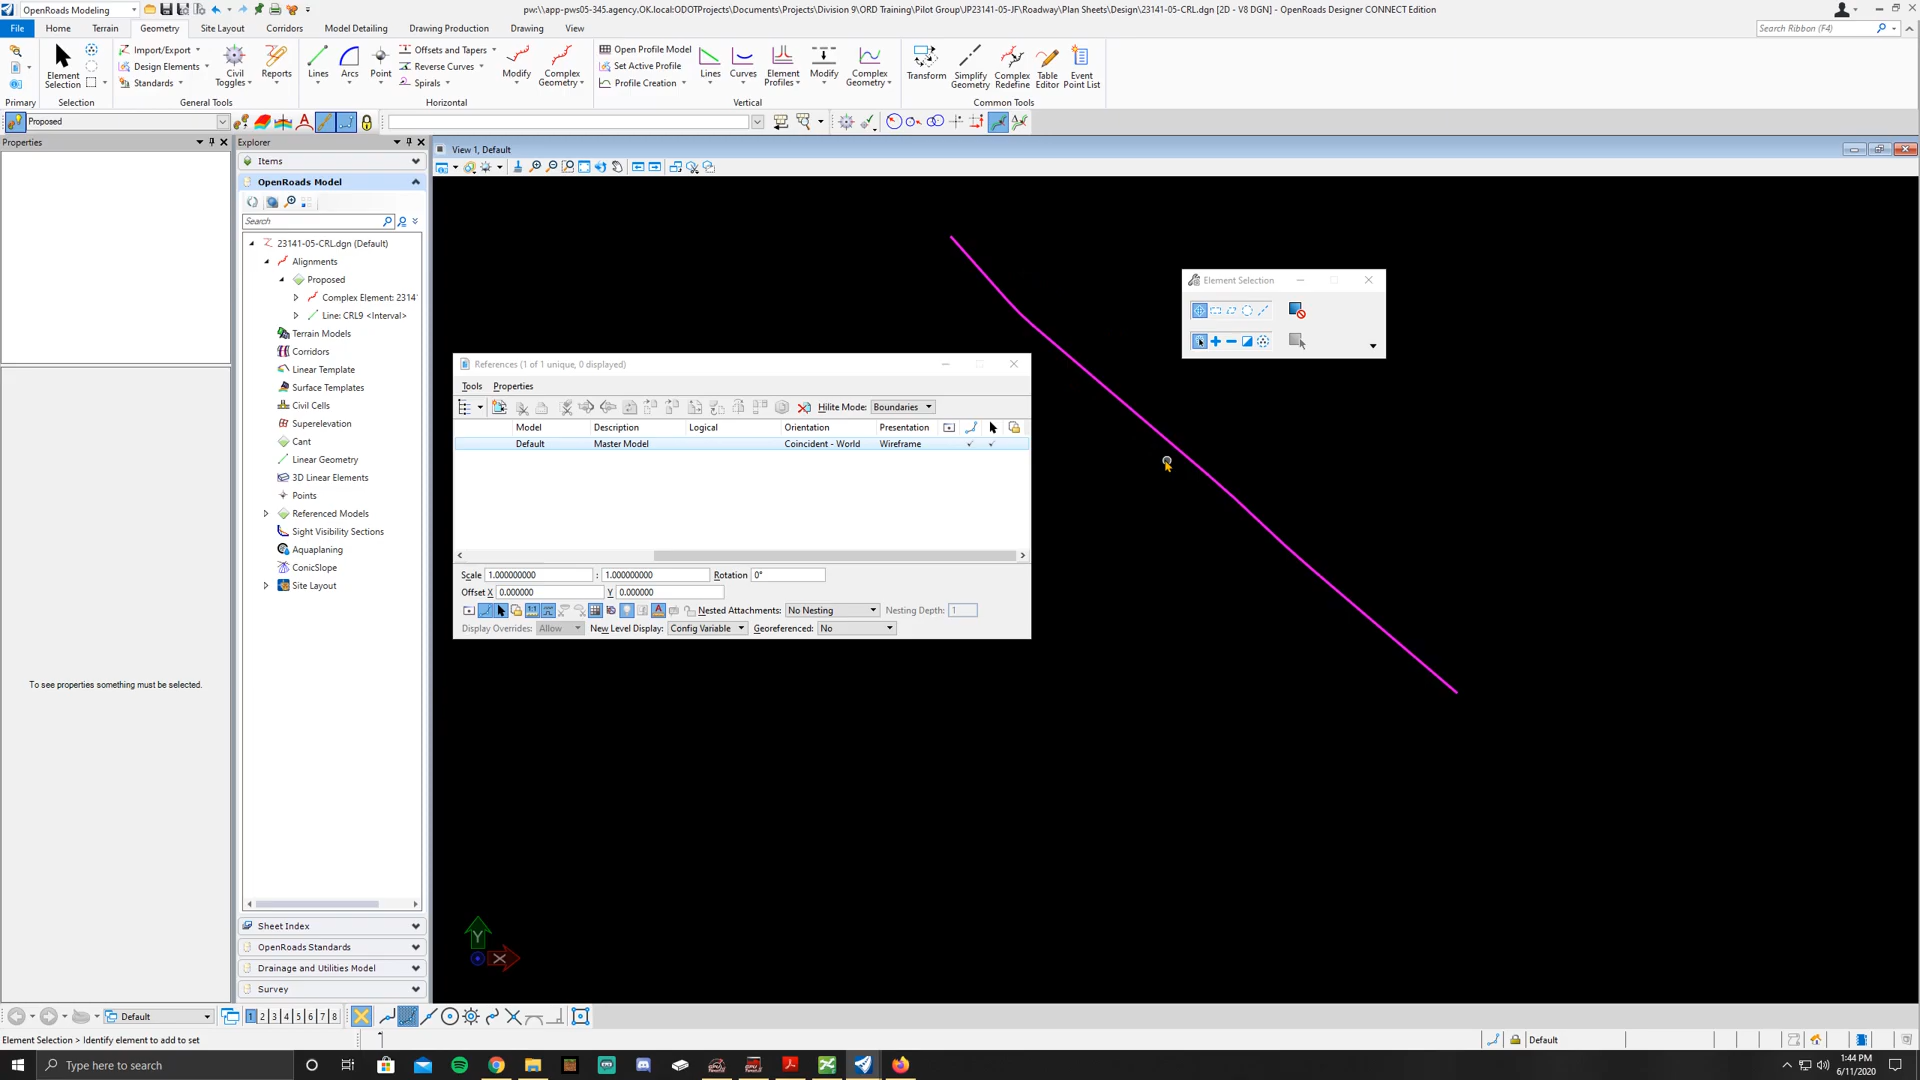 OpenRoads Modeling
pw:\\app-pws05-345.agency.OK.local:ODOTProjects\Documents\Projects\Division 9\ORD Training\Pilot Group\JP23141-05-JF\Roadway\Plan Sheets\Design\23141-05-CRL.dgn [2D - V8 DGN] - OpenRoads Designer CONNECT Edition
File Home Terrain Geometry Site Layout Corridors Model Detailing Drawing Production Drawing View
Search Ribbon (F4)
Element Selection
Import/Export
Design Elements
Standards
Civil Toggles
Reports
Lines
Arcs
Point
Offsets and Tapers
Reverse Curves
Spirals
Modify
Complex Geometry
Open Profile Model
Set Active Profile
Profile Creation
Lines
Curves
Element Profiles
Modify
Complex Geometry
Transform
Simplify Geometry
Complex Redefine
Table Editor
Event Point List
Primary Selection General Tools Horizontal Vertical Common Tools
Proposed
Properties
To see properties something must be selected.
Explorer
Items
OpenRoads Model
Search
23141-05-CRL.dgn (Default)
Alignments
Proposed
Complex Element: 2314
Line: CRL9 <Interval>
Terrain Models
Corridors
Linear Template
Surface Templates
Civil Cells
Superelevation
Cant
Linear Geometry
3D Linear Elements
Points
Referenced Models
Sight Visibility Sections
Aquaplaning
ConicSlope
Site Layout
Sheet Index
OpenRoads Standards
Drainage and Utilities Model
Survey
View 1, Default
Element Selection
References (1 of 1 unique, 0 displayed)
Tools Properties
Hilite Mode: Boundaries
Model Description Logical Orientation Presentation
Default Master Model Coincident - World Wireframe
Scale 1.000000000 : 1.000000000 Rotation 0°
Offset X 0.000000 Y 0.000000
Nested Attachments: No Nesting Nesting Depth: 1
Display Overrides: Allow New Level Display: Config Variable Georeferenced: No
Y
X
Default 1 2 3 4 5 6 7 8
Element Selection > Identify element to add to set
Default
Type here to search
1:44 PM
6/11/2020